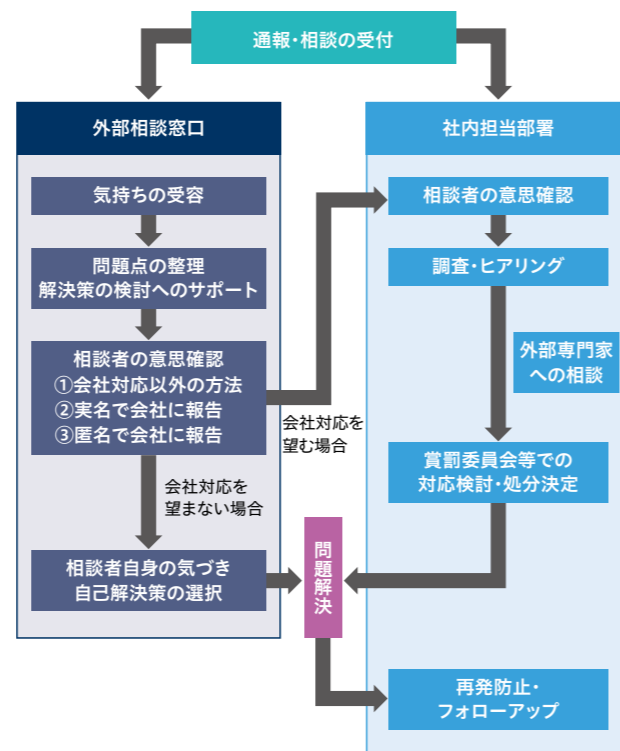 通報・相談の受付
外部相談窓口
気持ちの受容
問題点の整理
解決策の検討へのサポート
相談者の意思確認
①会社対応以外の方法
②実名で会社に報告
③匿名で会社に報告
会社対応を
望む場合
会社対応を
望まない場合
相談者自身の気づき
自己解決策の選択
社内担当部署
相談者の意思確認
調査・ヒアリング
外部専門家
への相談
賞罰委員会等での
対応検討・処分決定
問題解決
再発防止・
フォローアップ